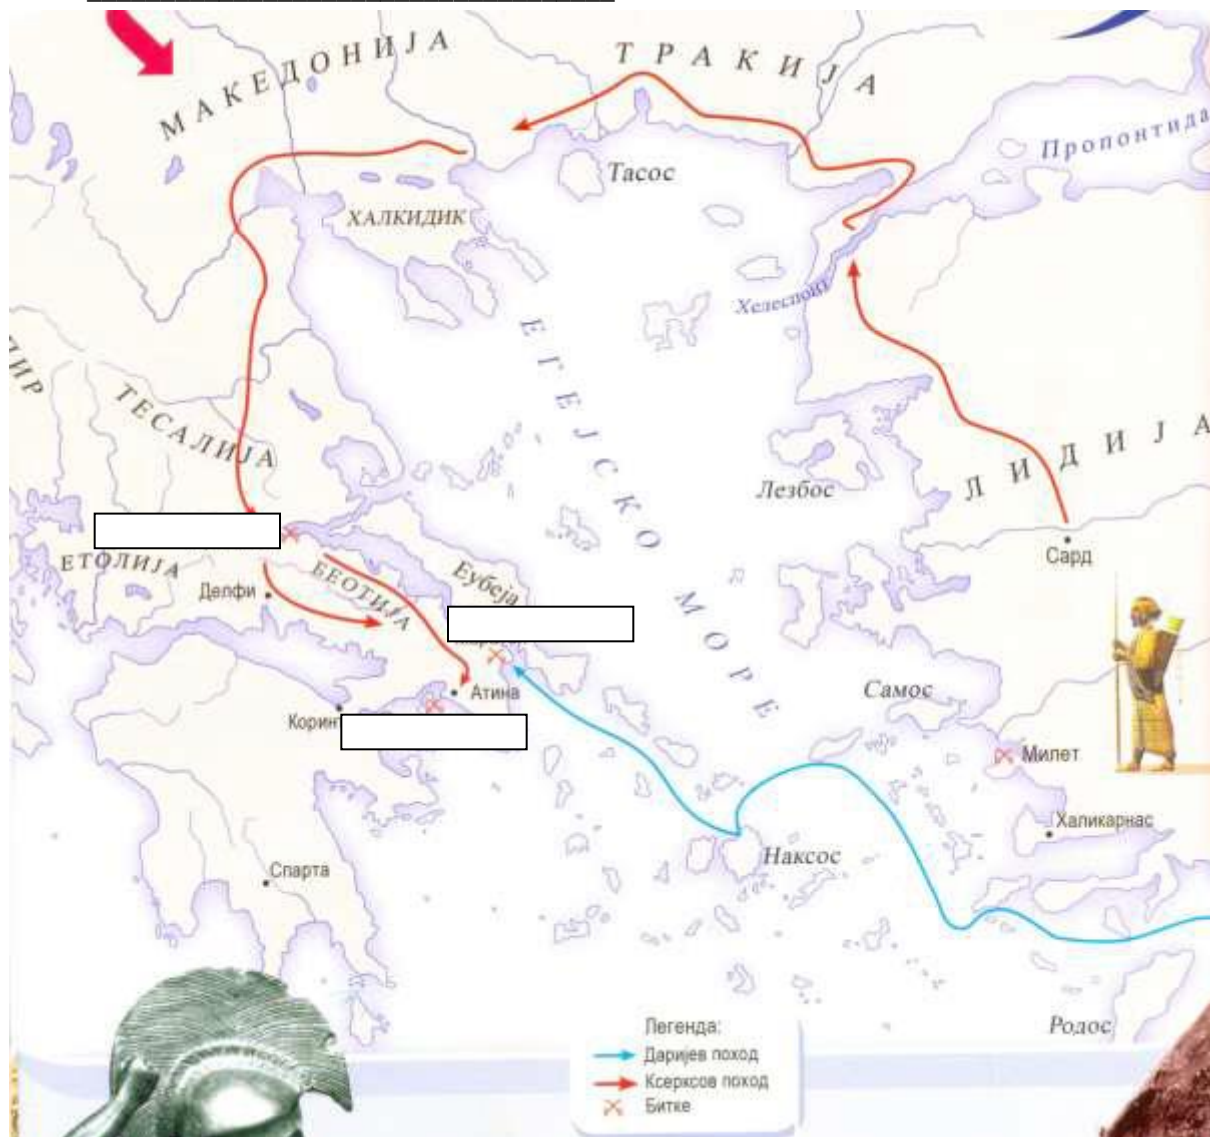 МАКЕДОНИЈА
ТРАКИЈА
Пропонтида
Тасос
ХАЛКИДИК
Хелеспонт
ЕГЕЈСКО МОРЕ
ТЕСАЛИЈА
Лезбос
ЛИДИЈА
Сард
ЕТОЛИЈА
Делфи
БЕОТИЈА
Еубеја
Атина
Самос
Милет
Халикарнас
Наксос
Спарта
Родос
Легенда:
Даријев поход
Ксерксов поход
Битке